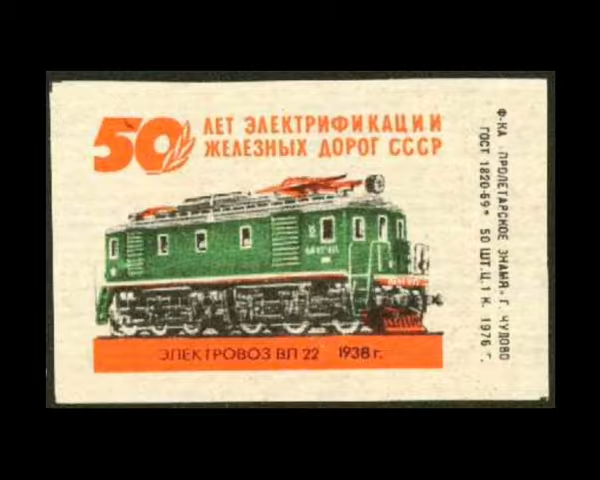 50 ЛЕТ ЭЛЕКТРИФИКАЦИИ
ЖЕЛЕЗНЫХ ДОРОГ СССР
ЭЛЕКТРОВОЗ ВЛ 22 1938 г.
Ф-КА „ПРОЛЕТАРСКОЕ ЗНАМЯ" Г. ЧУДОВО
ГОСТ 1820-69* 50 ШТ. Ц. 1 К. 1976 Г.